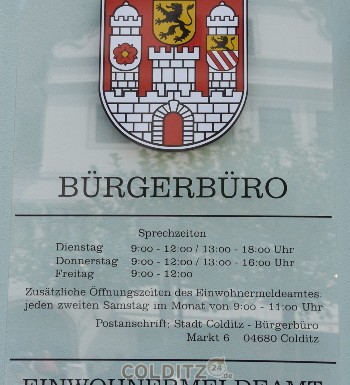 BÜRGERBÜRO
Sprechzeiten
Dienstag 9:00 - 12:00 / 13:00 - 18:00 Uhr
Donnerstag 9:00 - 12:00 / 13:00 - 16:00 Uhr
Freitag 9:00 - 12:00
Zusätzliche Öffnungszeiten des Einwohnermeldeamtes:
jeden zweiten Samstag im Monat von 9:00 - 11:00 Uhr
Postanschrift: Stadt Colditz - Bürgerbüro
Markt 6 04680 Colditz
COLDITZ24.de
EINWOHNERMELDEAMT